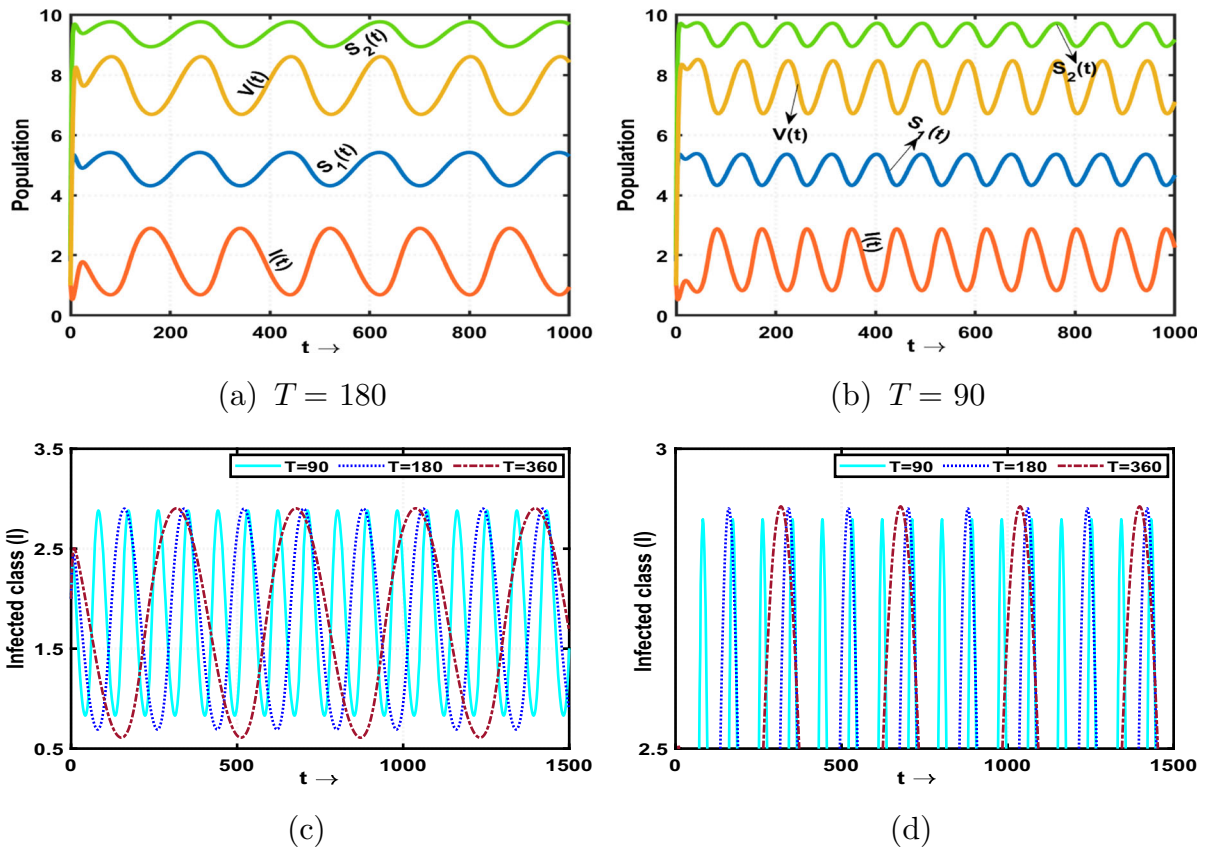 10
8
6
4
2
0
Population
S2(t)
V(t)
S1(t)
I(t)
0 200 400 600 800 1000
t →
(a) T = 180
10
8
6
4
2
0
Population
S2(t)
V(t)
S1(t)
I(t)
0 200 400 600 800 1000
t →
(b) T = 90
3.5
2.5
1.5
0.5
Infected class (I)
T=90 T=180 T=360
0 500 1000 1500
t →
(c)
3
2.5
Infected class (I)
T=90 T=180 T=360
0 500 1000 1500
t →
(d)